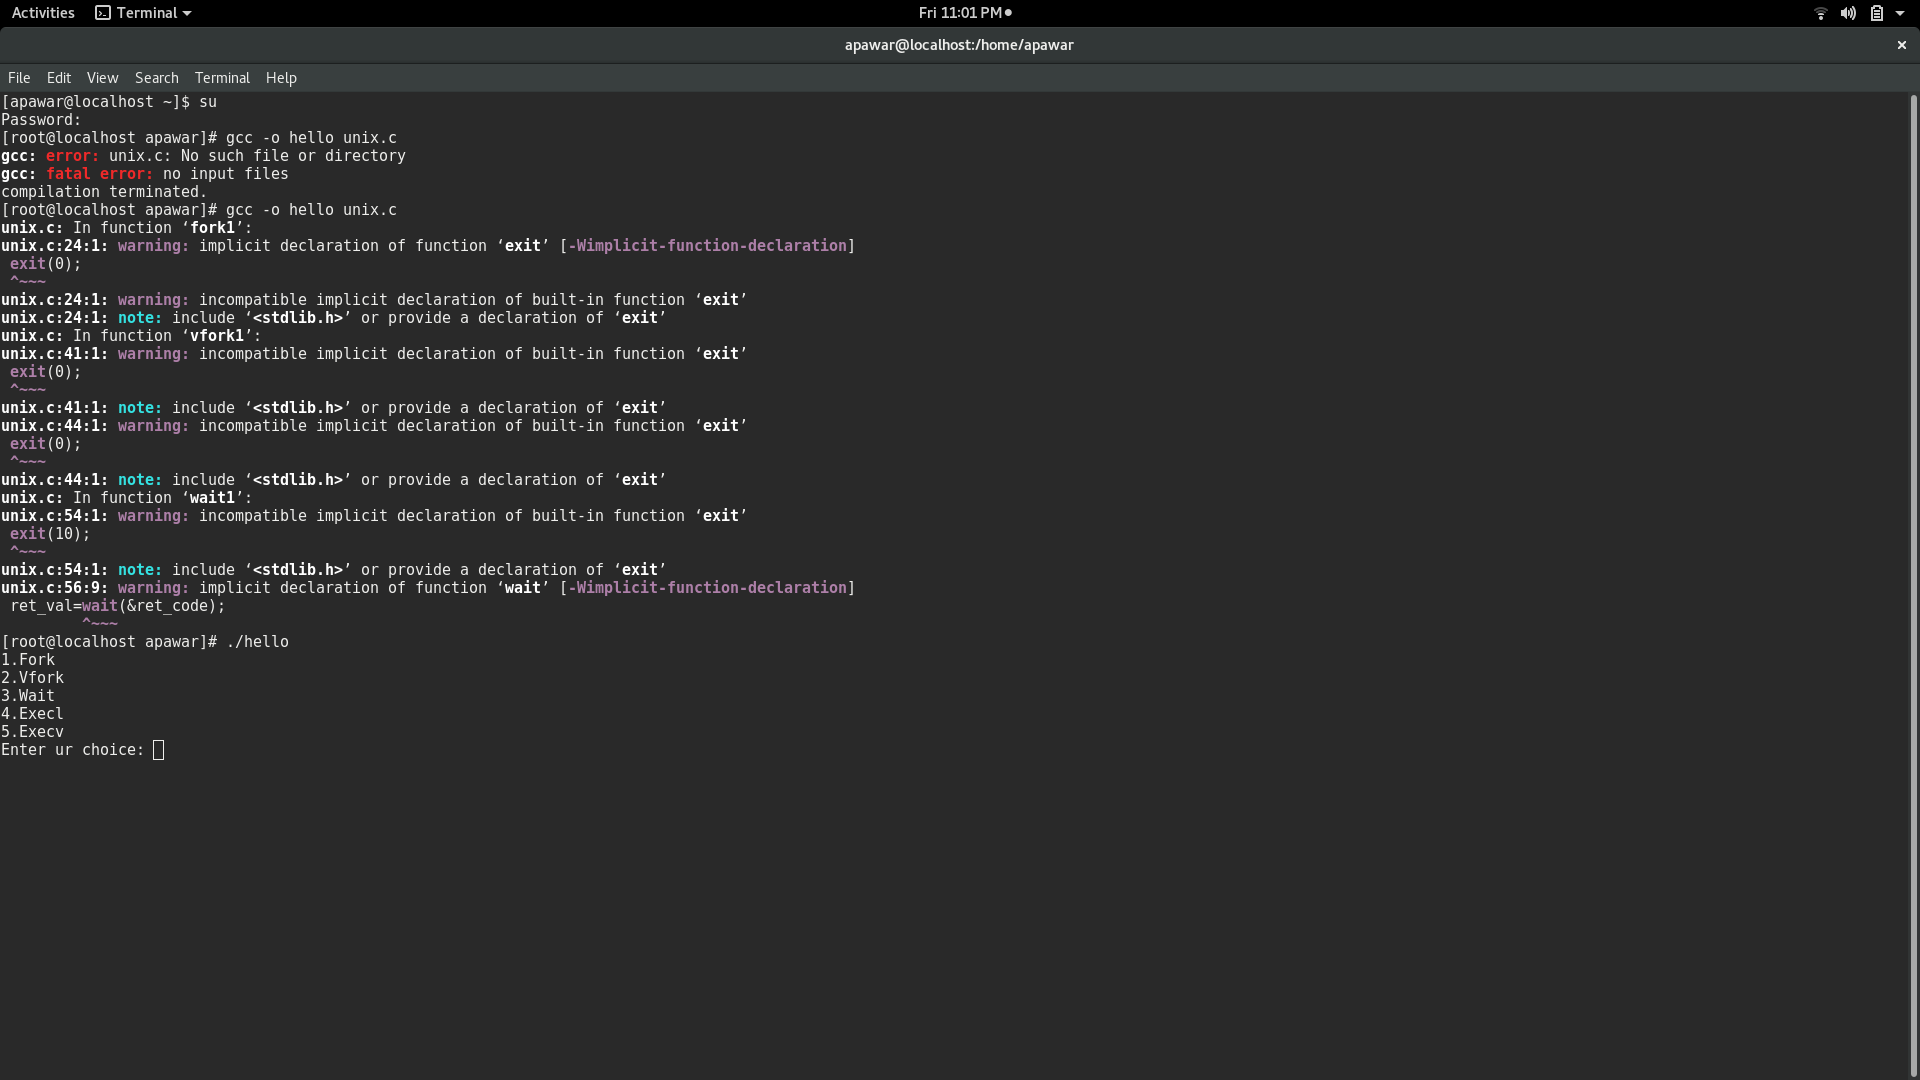 Activities Terminal Fri 11:01 PM
apawar@localhost:/home/apawar
File Edit View Search Terminal Help
[apawar@localhost ~]$ su
Password:
[root@localhost apawar]# gcc -o hello unix.c
gcc: error: unix.c: No such file or directory
gcc: fatal error: no input files
compilation terminated.
[root@localhost apawar]# gcc -o hello unix.c
unix.c: In function ‘fork1’:
unix.c:24:1: warning: implicit declaration of function ‘exit’ [-Wimplicit-function-declaration]
 exit(0);
 ^~~~
unix.c:24:1: warning: incompatible implicit declaration of built-in function ‘exit’
unix.c:24:1: note: include ‘<stdlib.h>’ or provide a declaration of ‘exit’
unix.c: In function ‘vfork1’:
unix.c:41:1: warning: incompatible implicit declaration of built-in function ‘exit’
 exit(0);
 ^~~~
unix.c:41:1: note: include ‘<stdlib.h>’ or provide a declaration of ‘exit’
unix.c:44:1: warning: incompatible implicit declaration of built-in function ‘exit’
 exit(0);
 ^~~~
unix.c:44:1: note: include ‘<stdlib.h>’ or provide a declaration of ‘exit’
unix.c: In function ‘wait1’:
unix.c:54:1: warning: incompatible implicit declaration of built-in function ‘exit’
 exit(10);
 ^~~~
unix.c:54:1: note: include ‘<stdlib.h>’ or provide a declaration of ‘exit’
unix.c:56:9: warning: implicit declaration of function ‘wait’ [-Wimplicit-function-declaration]
 ret_val=wait(&ret_code);
         ^~~~
[root@localhost apawar]# ./hello
1.Fork
2.Vfork
3.Wait
4.Execl
5.Execv
Enter ur choice: